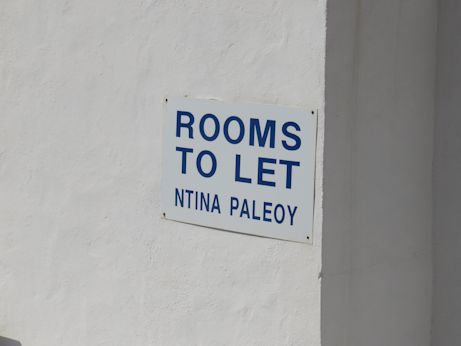 ROOMS
TO LET
NTINA PALEOY